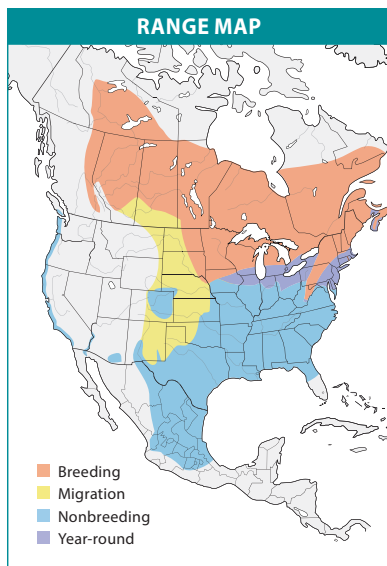 RANGE MAP
Breeding
Migration
Nonbreeding
Year-round